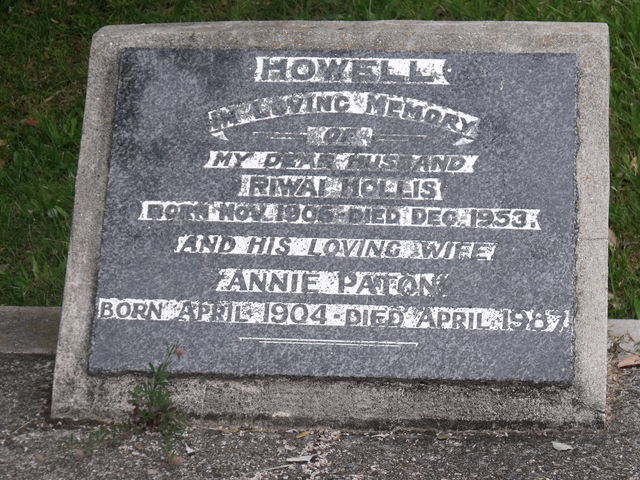 HOWELL
IN LOVING MEMORY
OF
MY DEAR HUSBAND
RIWAI HOLLIS
BORN NOV. 1905-DIED DEC. 1953.
AND HIS LOVING WIFE
ANNIE PATON
BORN APRIL 1904-DIED APRIL 1987.